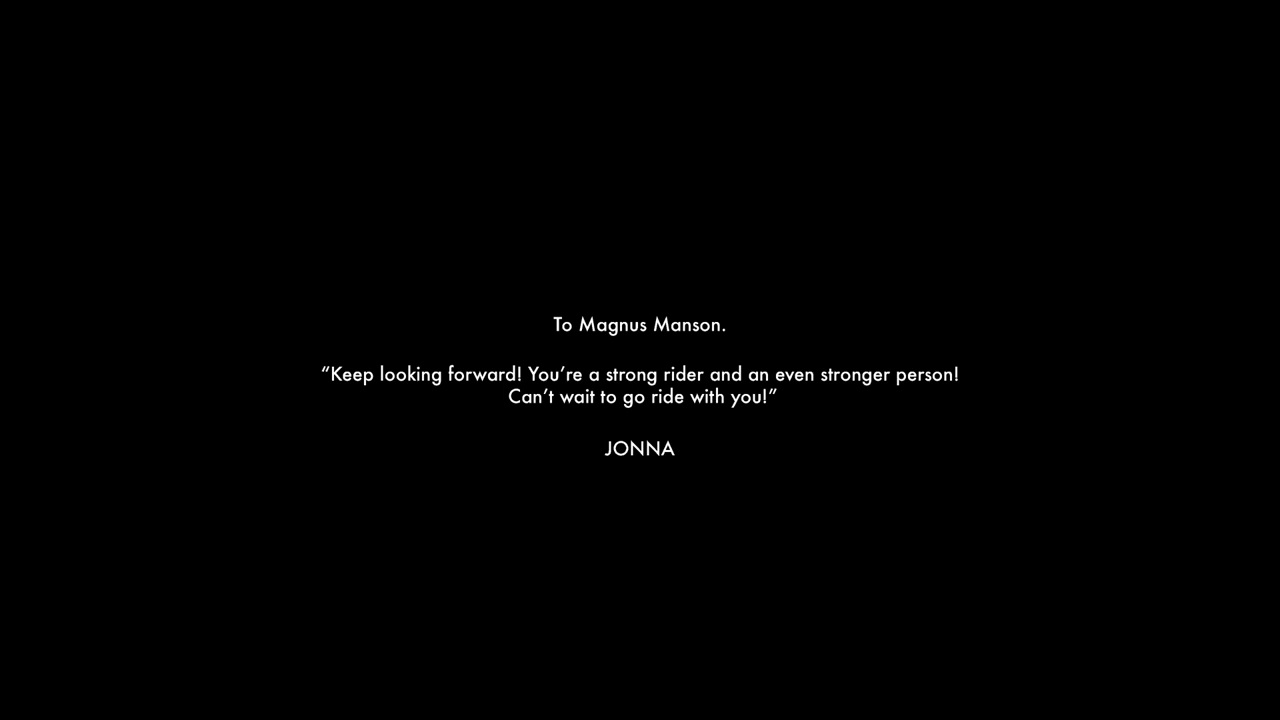 To Magnus Manson.
“Keep looking forward! You’re a strong rider and an even stronger person!
Can’t wait to go ride with you!”
JONNA